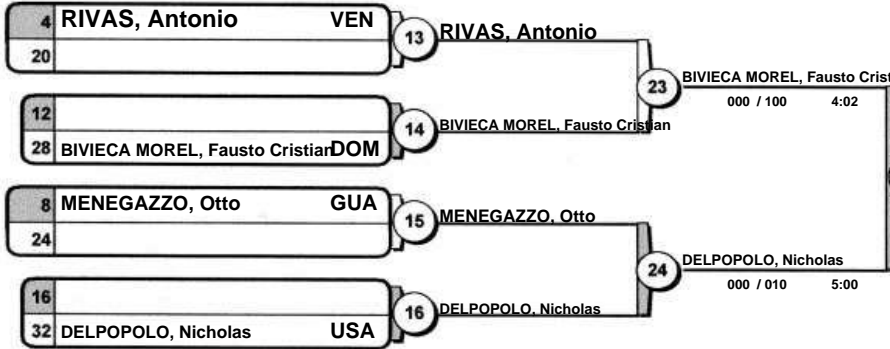 4 RIVAS, Antonio VEN
20
13 RIVAS, Antonio
12
28 BIVIECA MOREL, Fausto Cristian DOM
14 BIVIECA MOREL, Fausto Cristian
23 BIVIECA MOREL, Fausto Crist
000 / 100 4:02
8 MENEGAZZO, Otto GUA
24
15 MENEGAZZO, Otto
16
32 DELPOPOLO, Nicholas USA
16 DELPOPOLO, Nicholas
24 DELPOPOLO, Nicholas
000 / 010 5:00